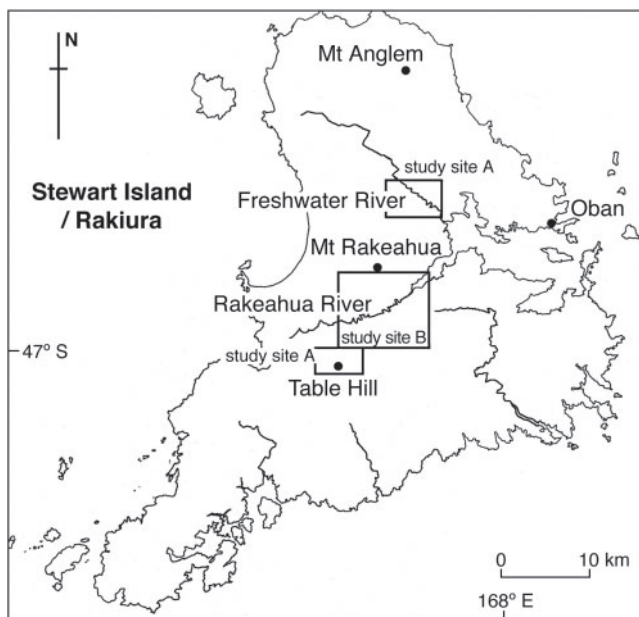 N
Mt Anglem
study site A
Stewart Island
/ Rakiura
Freshwater River
Oban
Mt Rakeahua
Rakeahua River
study site B
47° S
study site A
Table Hill
0 10 km
168° E